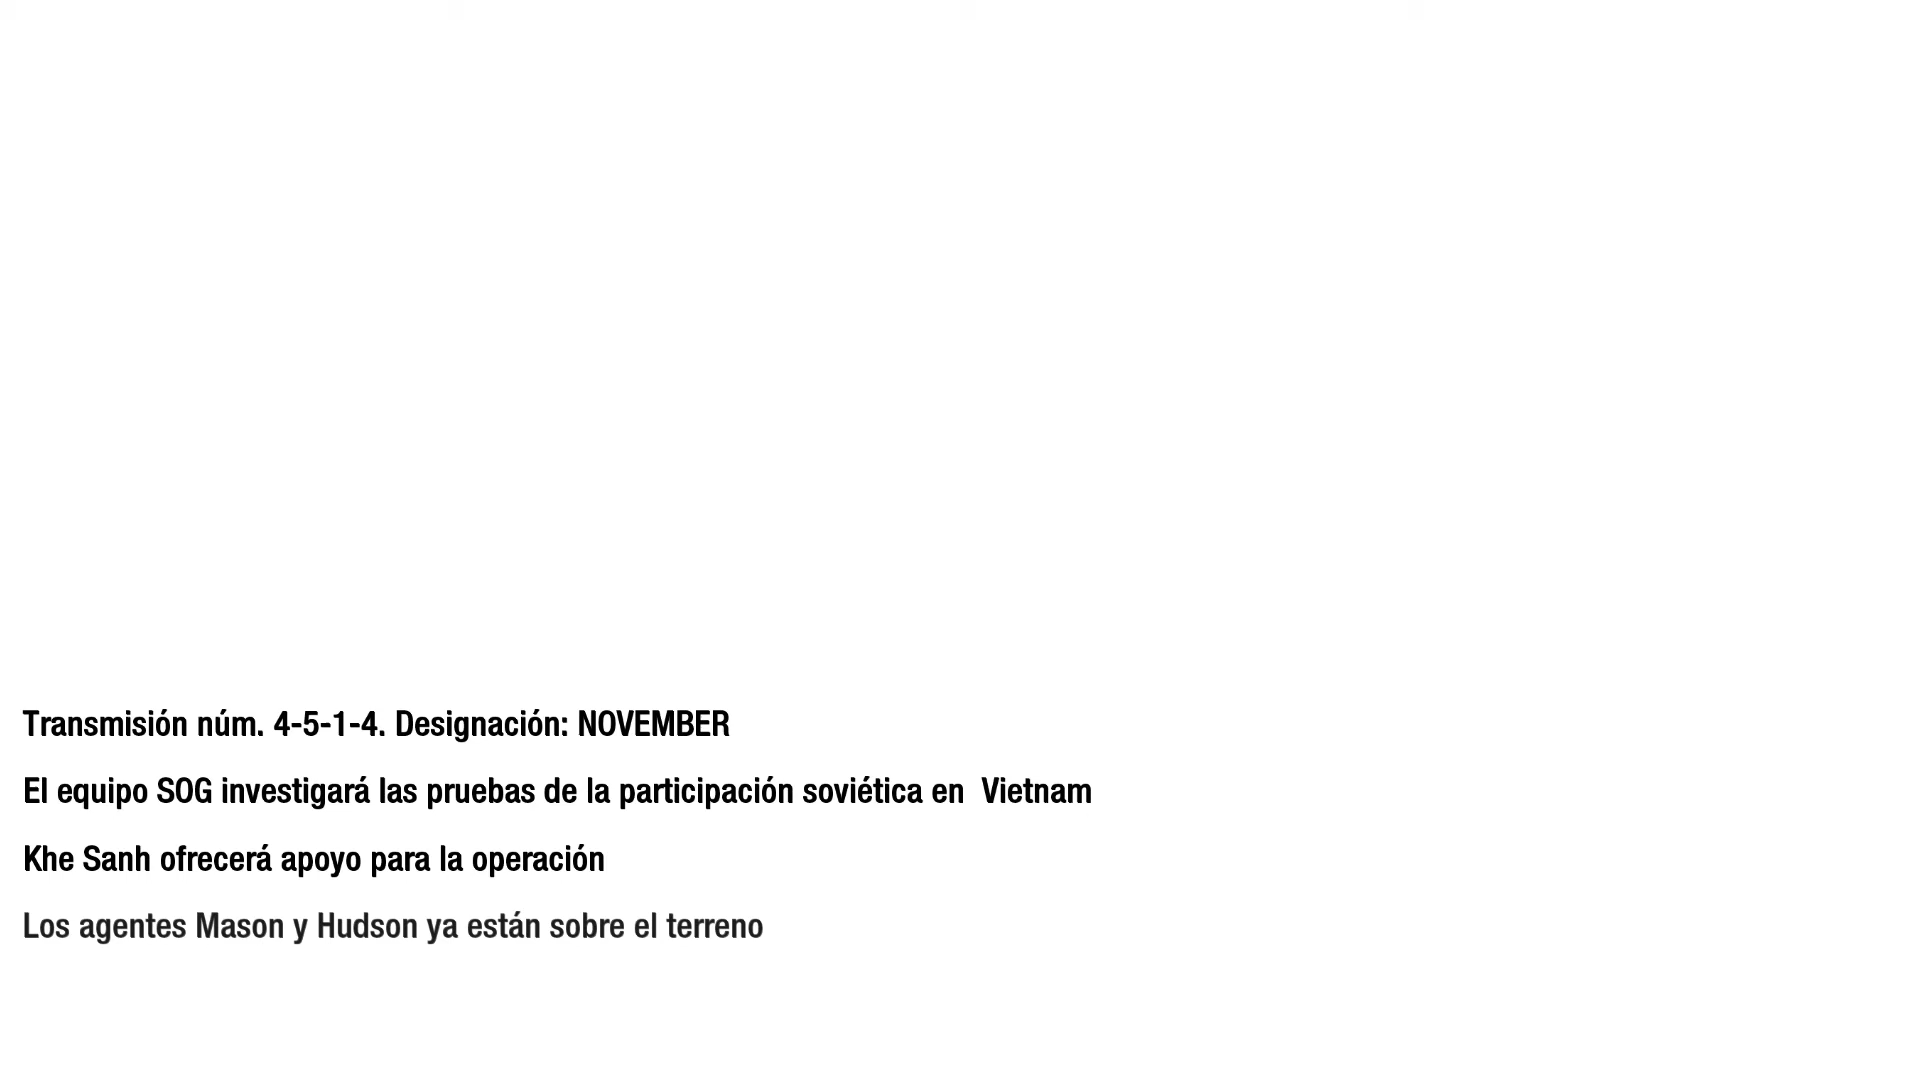 Transmisión núm. 4-5-1-4. Designación: NOVEMBER
El equipo SOG investigará las pruebas de la participación soviética en  Vietnam
Khe Sanh ofrecerá apoyo para la operación
Los agentes Mason y Hudson ya están sobre el terreno